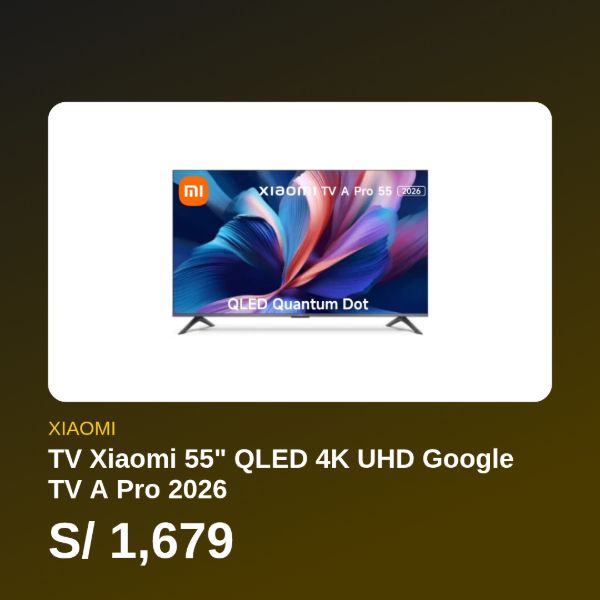 mi
xiaomi TV A Pro 55 2026
QLED Quantum Dot
XIAOMI
TV Xiaomi 55" QLED 4K UHD Google
TV A Pro 2026
S/ 1,679